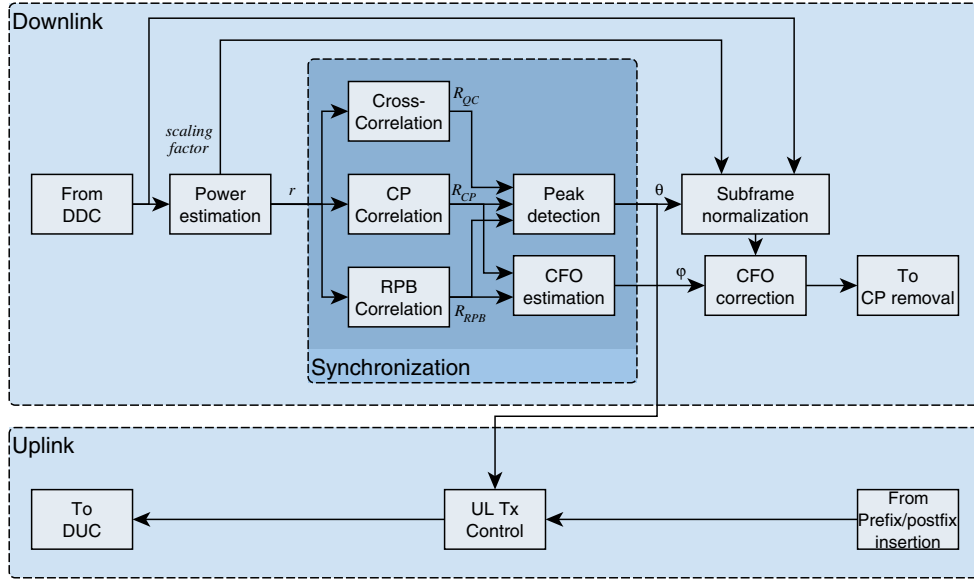 Downlink
Cross-
Correlation
R_QC
scaling
factor
From
DDC
Power
estimation
r
CP
Correlation
R_CP
Peak
detection
θ
Subframe
normalization
RPB
Correlation
R_RPB
CFO
estimation
φ
CFO
correction
To
CP removal
Synchronization
Uplink
To
DUC
UL Tx
Control
From
Prefix/postfix
insertion